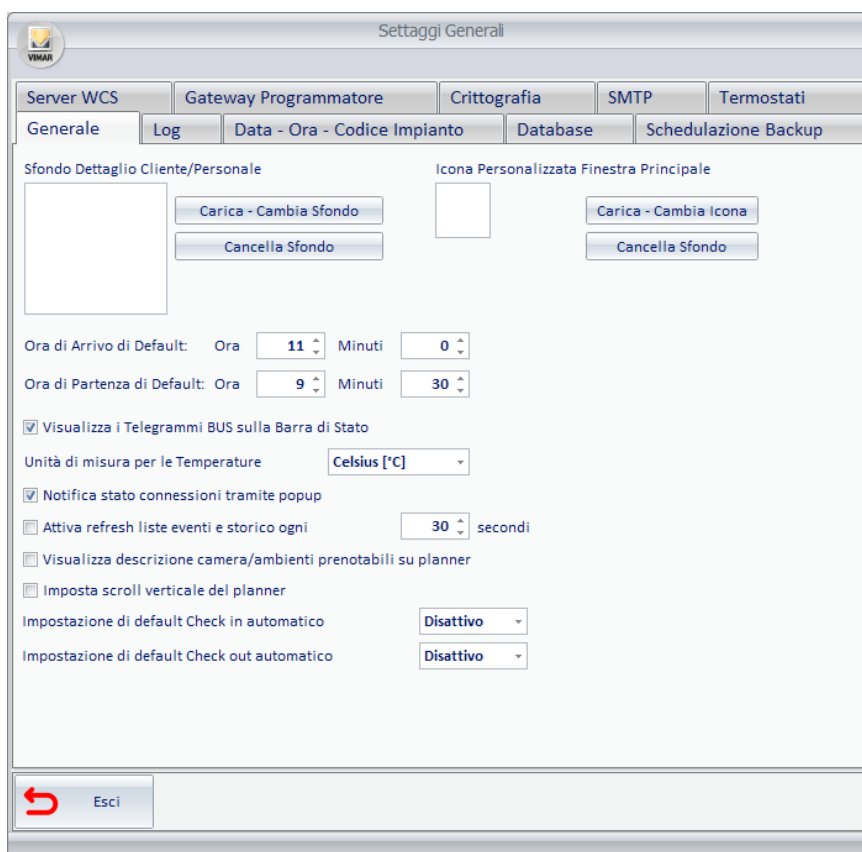 Settaggi Generali
VIMAR
Server WCS Gateway Programmatore Crittografia SMTP Termostati
Generale Log Data - Ora - Codice Impianto Database Schedulazione Backup
Sfondo Dettaglio Cliente/Personale Icona Personalizzata Finestra Principale
Carica - Cambia Sfondo Carica - Cambia Icona
Cancella Sfondo Cancella Sfondo
Ora di Arrivo di Default: Ora 11 Minuti 0
Ora di Partenza di Default: Ora 9 Minuti 30
Visualizza i Telegrammi BUS sulla Barra di Stato
Unità di misura per le Temperature Celsius [°C]
Notifica stato connessioni tramite popup
Attiva refresh liste eventi e storico ogni 30 secondi
Visualizza descrizione camera/ambienti prenotabili su planner
Imposta scroll verticale del planner
Impostazione di default Check in automatico Disattivo
Impostazione di default Check out automatico Disattivo
Esci